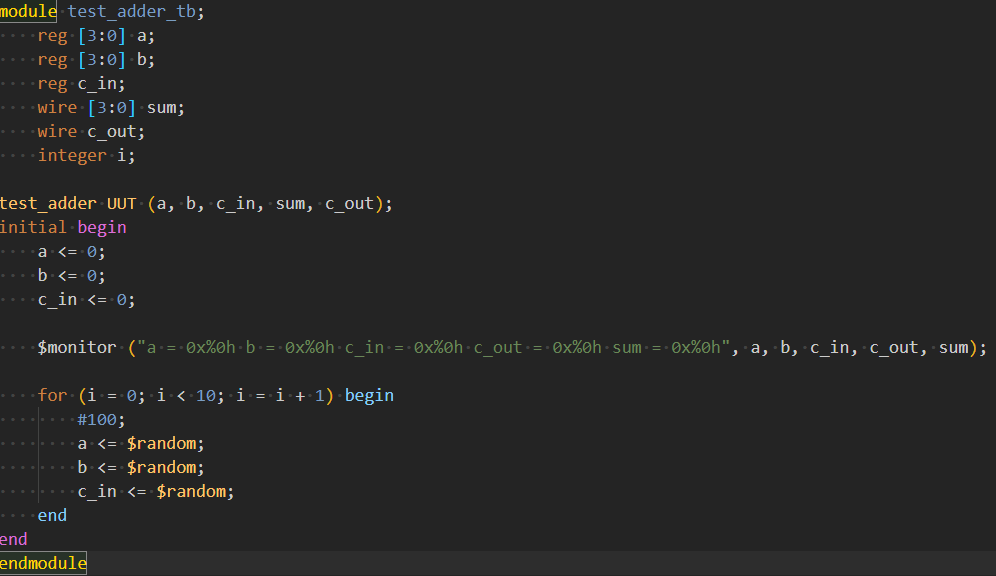 module test_adder_tb;
    reg [3:0] a;
    reg [3:0] b;
    reg c_in;
    wire [3:0] sum;
    wire c_out;
    integer i;

test_adder UUT (a, b, c_in, sum, c_out);
initial begin
    a <= 0;
    b <= 0;
    c_in <= 0;

    $monitor ("a = 0x%0h b = 0x%0h c_in = 0x%0h c_out = 0x%0h sum = 0x%0h", a, b, c_in, c_out, sum);

    for (i = 0; i < 10; i = i + 1) begin
        #100;
        a <= $random;
        b <= $random;
        c_in <= $random;
    end
end
endmodule